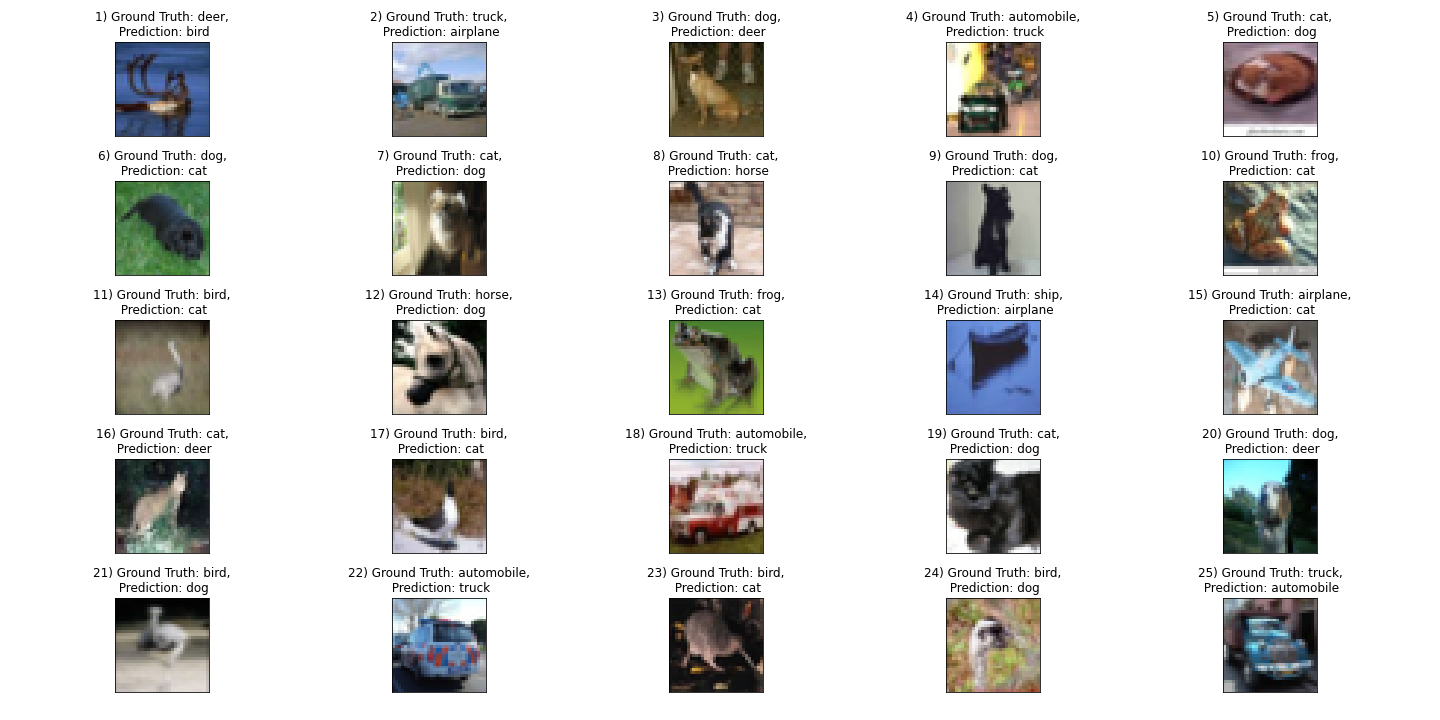 1) Ground Truth: deer,
Prediction: bird
2) Ground Truth: truck,
Prediction: airplane
3) Ground Truth: dog,
Prediction: deer
4) Ground Truth: automobile,
Prediction: truck
5) Ground Truth: cat,
Prediction: dog
6) Ground Truth: dog,
Prediction: cat
7) Ground Truth: cat,
Prediction: dog
8) Ground Truth: cat,
Prediction: horse
9) Ground Truth: dog,
Prediction: cat
10) Ground Truth: frog,
Prediction: cat
11) Ground Truth: bird,
Prediction: cat
12) Ground Truth: horse,
Prediction: dog
13) Ground Truth: frog,
Prediction: cat
14) Ground Truth: ship,
Prediction: airplane
15) Ground Truth: airplane,
Prediction: cat
16) Ground Truth: cat,
Prediction: deer
17) Ground Truth: bird,
Prediction: cat
18) Ground Truth: automobile,
Prediction: truck
19) Ground Truth: cat,
Prediction: dog
20) Ground Truth: dog,
Prediction: deer
21) Ground Truth: bird,
Prediction: dog
22) Ground Truth: automobile,
Prediction: truck
23) Ground Truth: bird,
Prediction: cat
24) Ground Truth: bird,
Prediction: dog
25) Ground Truth: truck,
Prediction: automobile